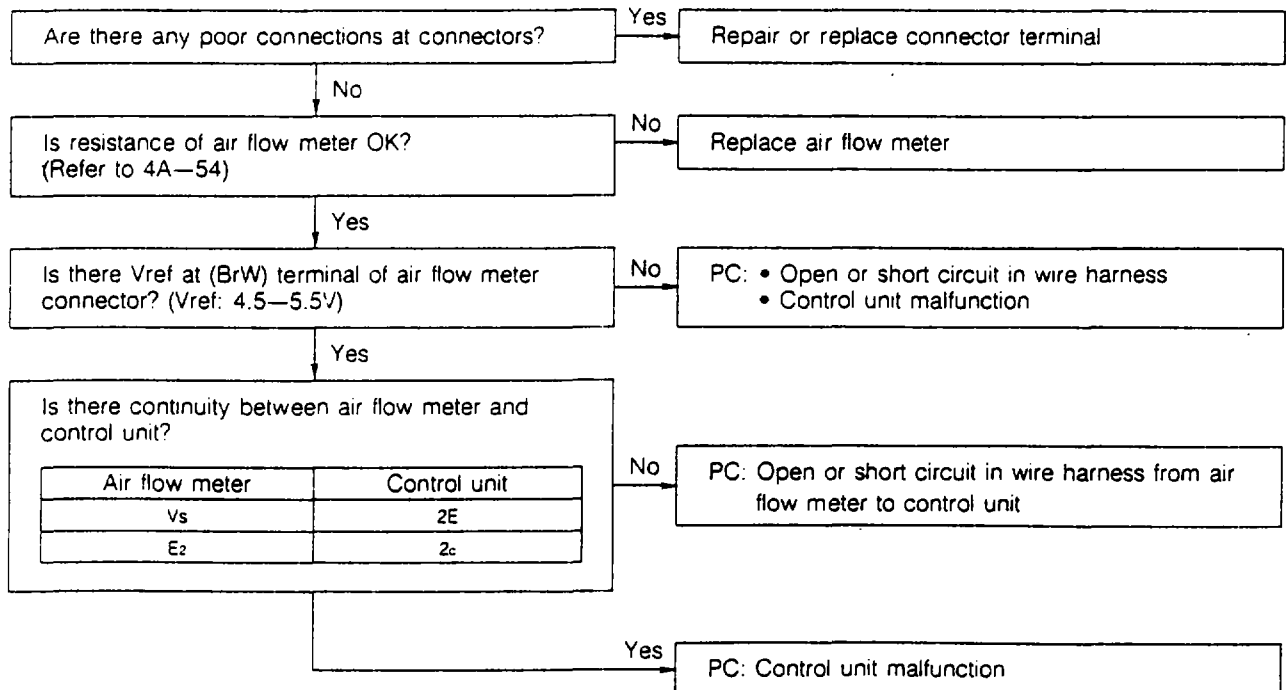 Are there any poor connections at connectors?
Yes
Repair or replace connector terminal
No
Is resistance of air flow meter OK?
(Refer to 4A—54)
No
Replace air flow meter
Yes
Is there Vref at (BrW) terminal of air flow meter
connector? (Vref: 4.5—5.5V)
No
PC: • Open or short circuit in wire harness
• Control unit malfunction
Yes
Is there continuity between air flow meter and
control unit?
Air flow meter Control unit
Vs 2E
E2 2c
No
PC: Open or short circuit in wire harness from air
flow meter to control unit
Yes
PC: Control unit malfunction